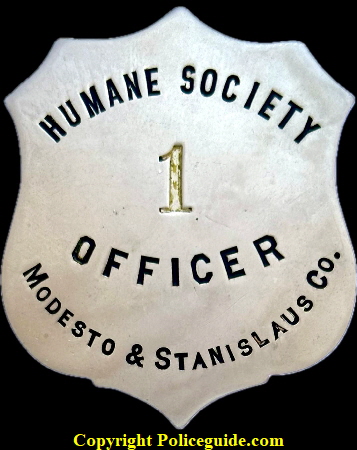 HUMANE SOCIETY
1
OFFICER
MODESTO & STANISLAUS CO.
Copyright Policeguide.com